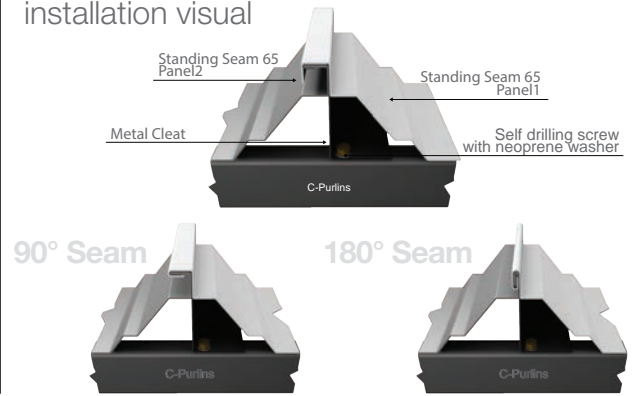 installation visual
Standing Seam 65
Panel2
Standing Seam 65
Panel1
Metal Cleat
Self drilling screw
with neoprene washer
C-Purlins
90° Seam
180° Seam
C-Purlins
C-Purlins